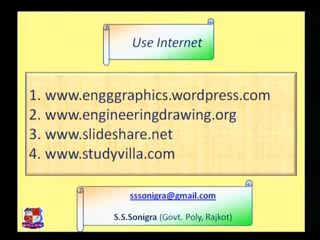 Use Internet
1. www.engggraphics.wordpress.com
2. www.engineeringdrawing.org
3. www.slideshare.net
4. www.studyvilla.com
sssonigra@gmail.com
S.S.Sonigra (Govt. Poly, Rajkot)